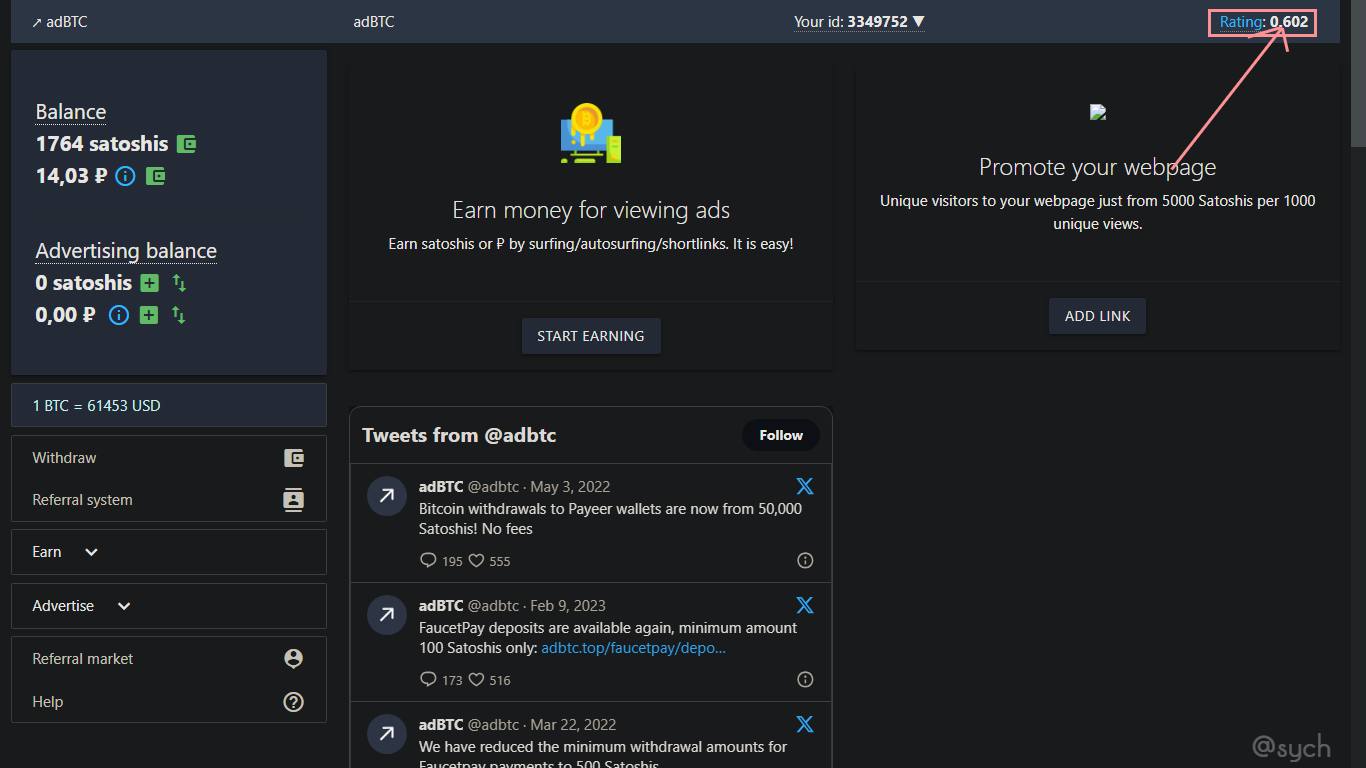 ↗ adBTC
adBTC
Your id: 3349752 ▼
Rating: 0.602
Balance
1764 satoshis
14,03 ₽
Advertising balance
0 satoshis
0,00 ₽
1 BTC = 61453 USD
Withdraw
Referral system
Earn
Advertise
Referral market
Help
Earn money for viewing ads
Earn satoshis or ₽ by surfing/autosurfing/shortlinks. It is easy!
START EARNING
Promote your webpage
Unique visitors to your webpage just from 5000 Satoshis per 1000
unique views.
ADD LINK
Tweets from @adbtc
Follow
adBTC @adbtc · May 3, 2022
Bitcoin withdrawals to Payeer wallets are now from 50,000
Satoshis! No fees
195 555
adBTC @adbtc · Feb 9, 2023
FaucetPay deposits are available again, minimum amount
100 Satoshis only: adbtc.top/faucetpay/depo...
173 516
adBTC @adbtc · Mar 22, 2022
We have reduced the minimum withdrawal amounts for
Faucetpay payments to 500 Satoshis
@sych